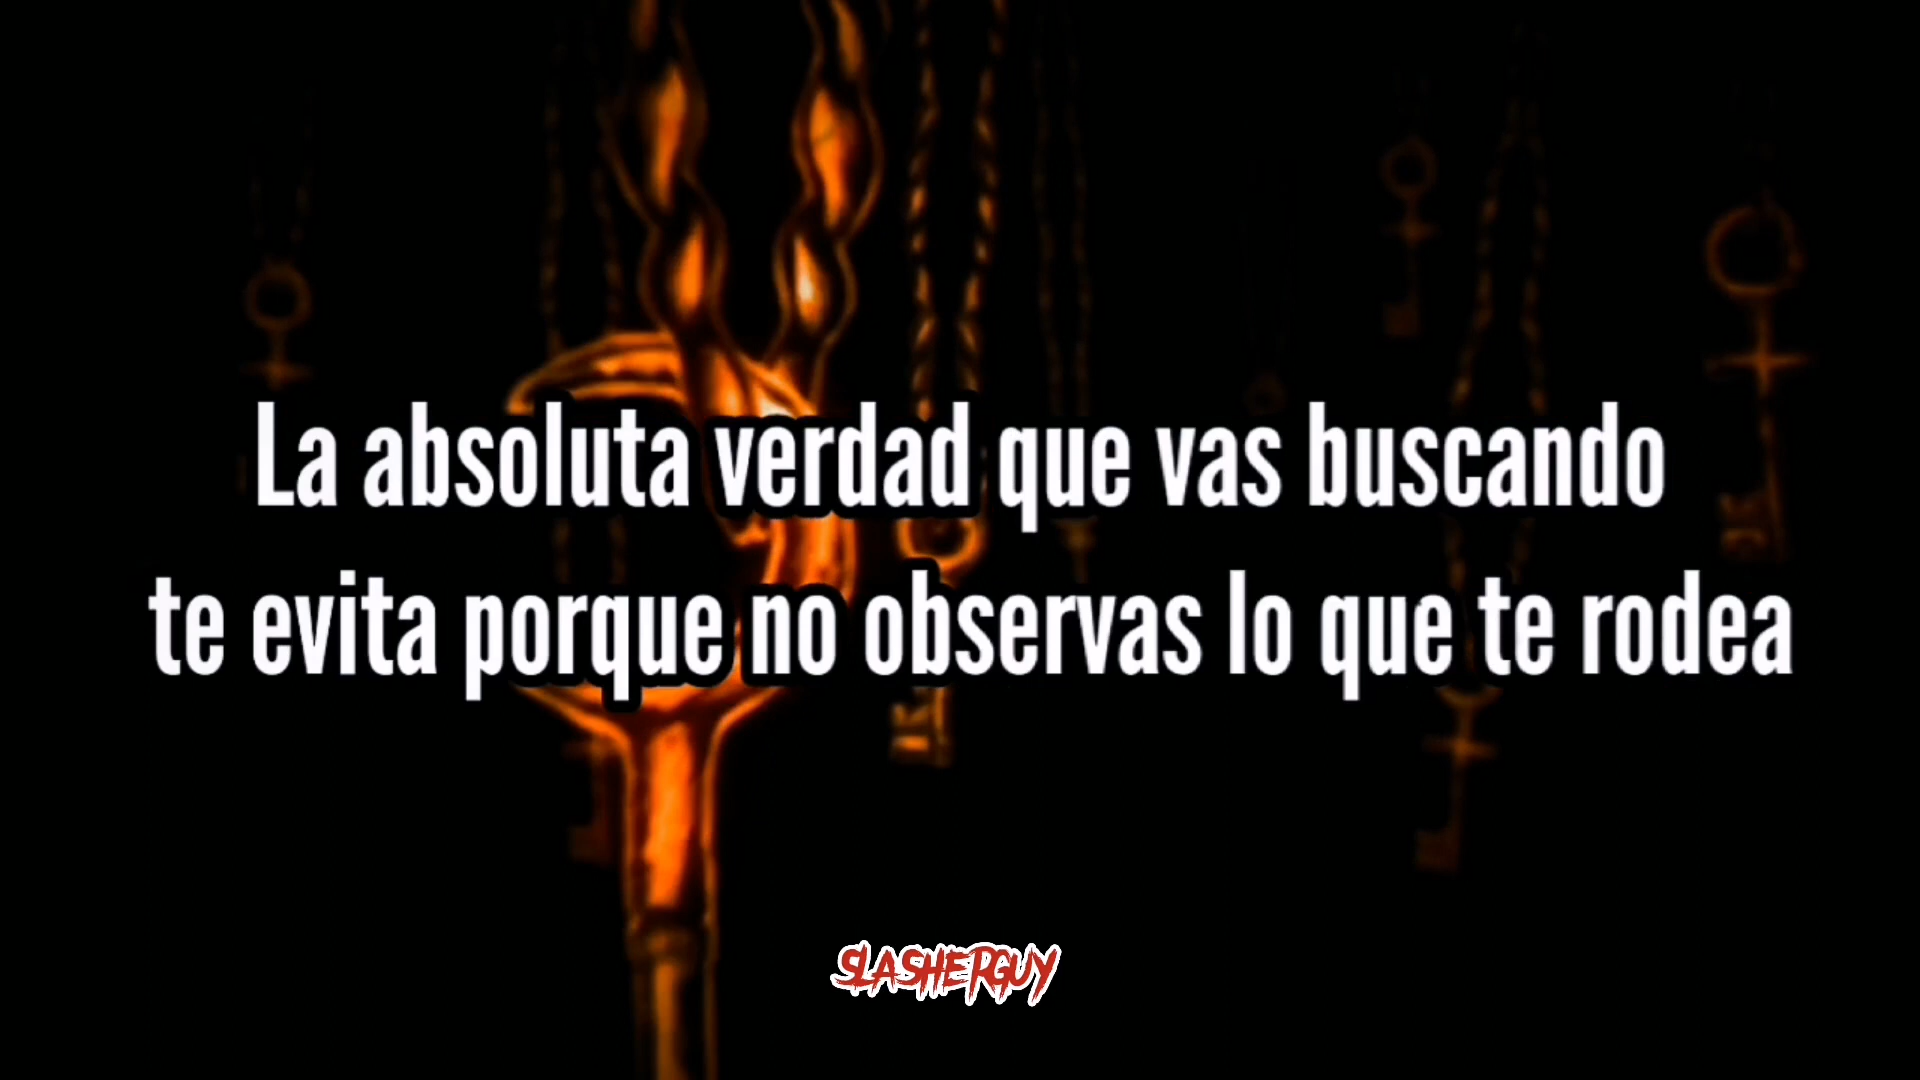 La absoluta verdad que vas buscando
te evita porque no observas lo que te rodea
SLASHERGUY